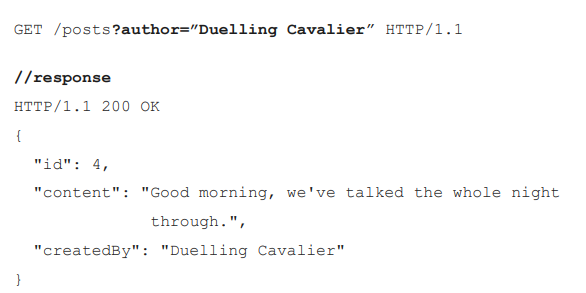 GET /posts?author=”Duelling Cavalier” HTTP/1.1
//response
HTTP/1.1 200 OK
{
"id": 4,
"content": "Good morning, we've talked the whole night
through.",
"createdBy": "Duelling Cavalier"
}